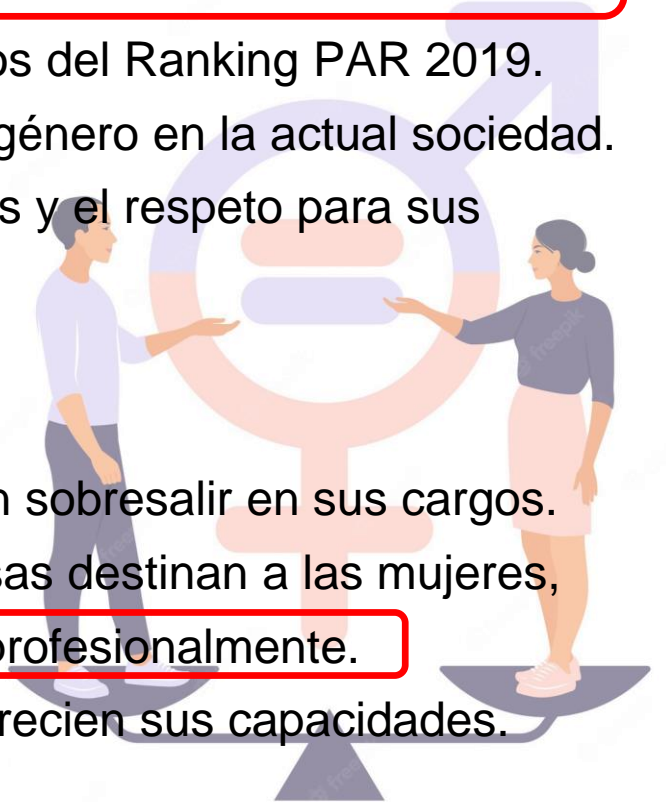 os del Ranking PAR 2019.
género en la actual sociedad.
s y el respeto para sus
n sobresalir en sus cargos.
sas destinan a las mujeres,
profesionalmente.
recien sus capacidades.
freepik